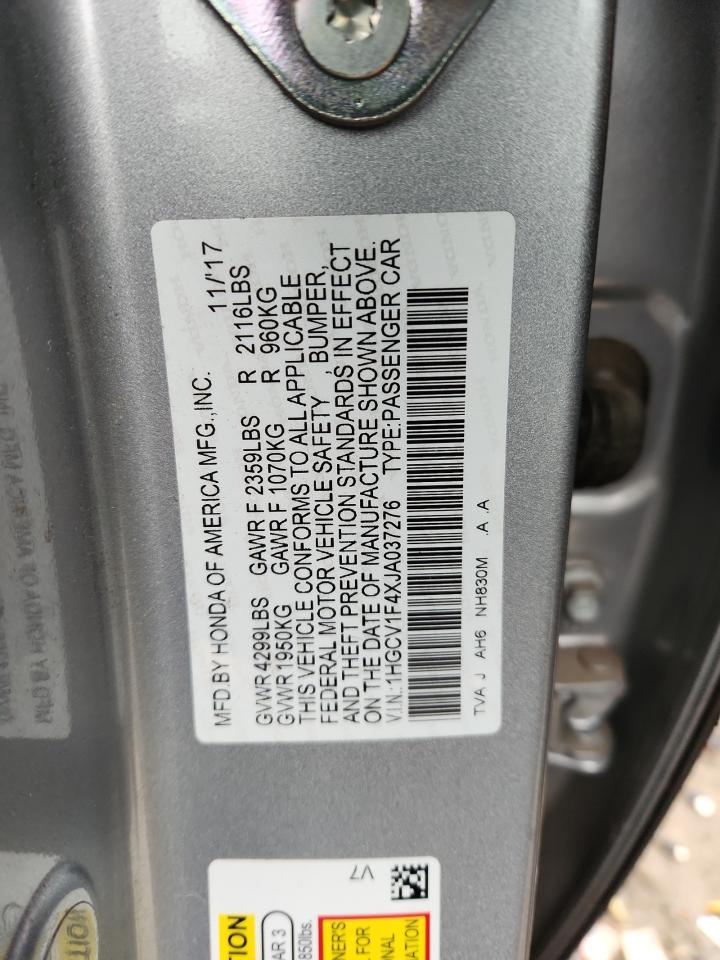 MFD.BY HONDA OF AMERICA MFG.,INC. 11/'17
GVWR 4299LBS GAWR F 2359LBS R 2116LBS
GVWR 1950KG GAWR F 1070KG R 960KG
THIS VEHICLE CONFORMS TO ALL APPLICABLE
FEDERAL MOTOR VEHICLE SAFETY , BUMPER,
AND THEFT PREVENTION STANDARDS IN EFFECT
ON THE DATE OF MANUFACTURE SHOWN ABOVE.
V.I.N.:1HGCV1F4XJA037276 TYPE:PASSENGER CAR
TVA J AH6 NH830M .A .A
V7
850lbs.